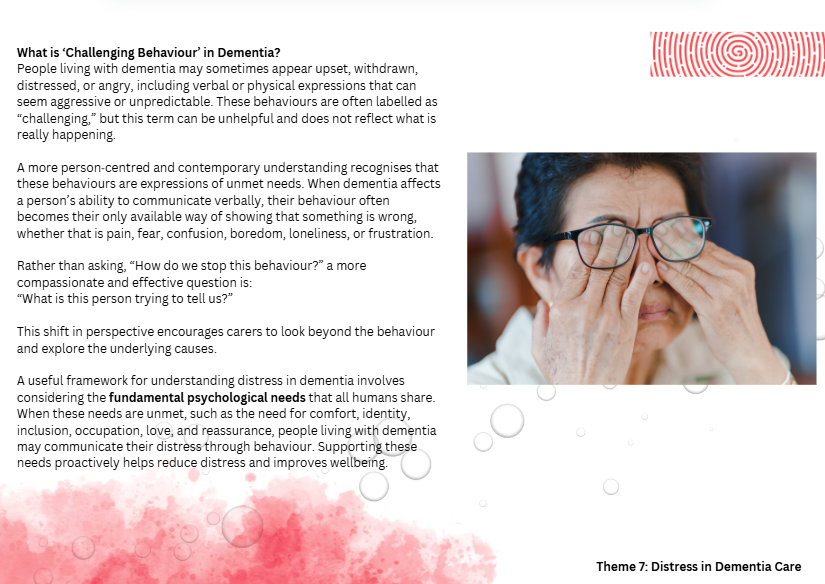 What is ‘Challenging Behaviour’ in Dementia?
People living with dementia may sometimes appear upset, withdrawn,
distressed, or angry, including verbal or physical expressions that can
seem aggressive or unpredictable. These behaviours are often labelled as
“challenging,” but this term can be unhelpful and does not reflect what is
really happening.
A more person-centred and contemporary understanding recognises that
these behaviours are expressions of unmet needs. When dementia affects
a person’s ability to communicate verbally, their behaviour often
becomes their only available way of showing that something is wrong,
whether that is pain, fear, confusion, boredom, loneliness, or frustration.
Rather than asking, “How do we stop this behaviour?” a more
compassionate and effective question is:
“What is this person trying to tell us?”
This shift in perspective encourages carers to look beyond the behaviour
and explore the underlying causes.
A useful framework for understanding distress in dementia involves
considering the fundamental psychological needs that all humans share.
When these needs are unmet, such as the need for comfort, identity,
inclusion, occupation, love, and reassurance, people living with dementia
may communicate their distress through behaviour. Supporting these
needs proactively helps reduce distress and improves wellbeing.
Theme 7: Distress in Dementia Care